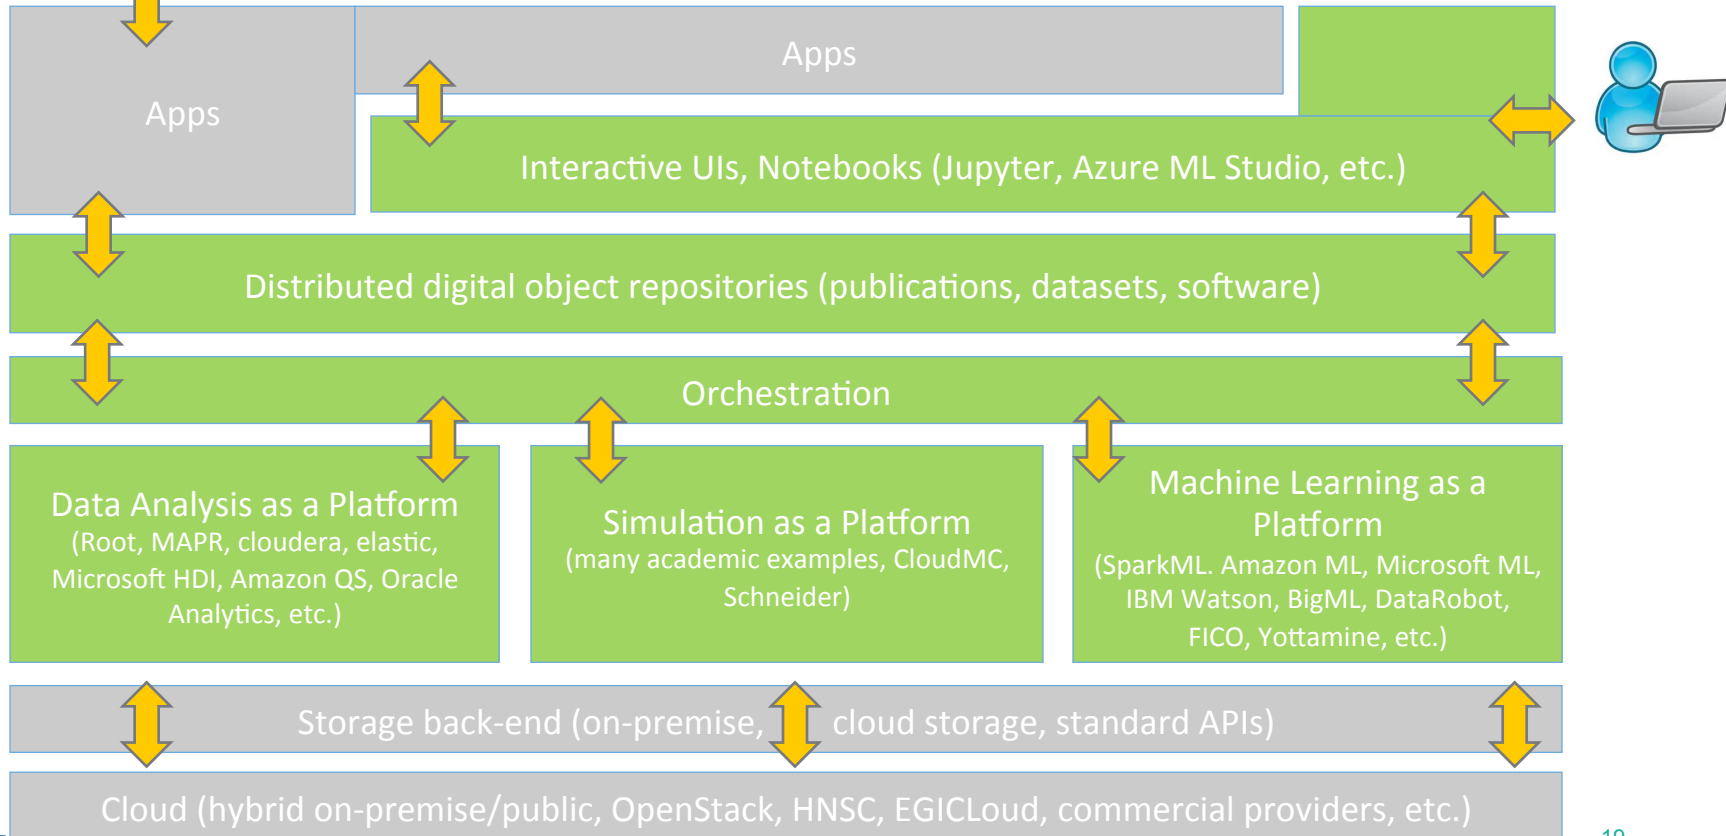 Apps
Apps
Interactive UIs, Notebooks (Jupyter, Azure ML Studio, etc.)
Distributed digital object repositories (publications, datasets, software)
Orchestration
Data Analysis as a Platform
(Root, MAPR, cloudera, elastic,
Microsoft HDI, Amazon QS, Oracle
Analytics, etc.)
Simulation as a Platform
(many academic examples, CloudMC,
Schneider)
Machine Learning as a
Platform
(SparkML. Amazon ML, Microsoft ML,
IBM Watson, BigML, DataRobot,
FICO, Yottamine, etc.)
Storage back-end (on-premise, cloud storage, standard APIs)
Cloud (hybrid on-premise/public, OpenStack, HNSC, EGICLoud, commercial providers, etc.)